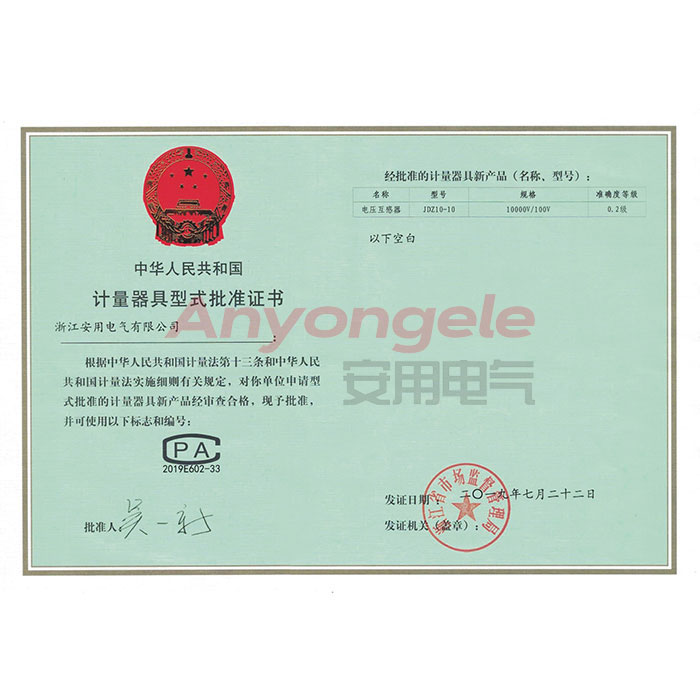 中华人民共和国
计量器具型式批准证书
浙江安用电气有限公司：
根据中华人民共和国计量法第十三条和中华人民
共和国计量法实施细则有关规定，对你单位申请型
式批准的计量器具新产品经审查合格，现予批准，
并可使用以下标志和编号：
CPA
2019E602-33
批准人
吴一新
经批准的计量器具新产品（名称、型号）：
名称 型号 规格 准确度等级
电压互感器 JDZ10-10 10000V/100V 0.2级
以下空白
Anyongele
安用电气
发证日期： 二〇一九年七月二十二日
发证机关（盖章）：
浙江省市场监督管理局